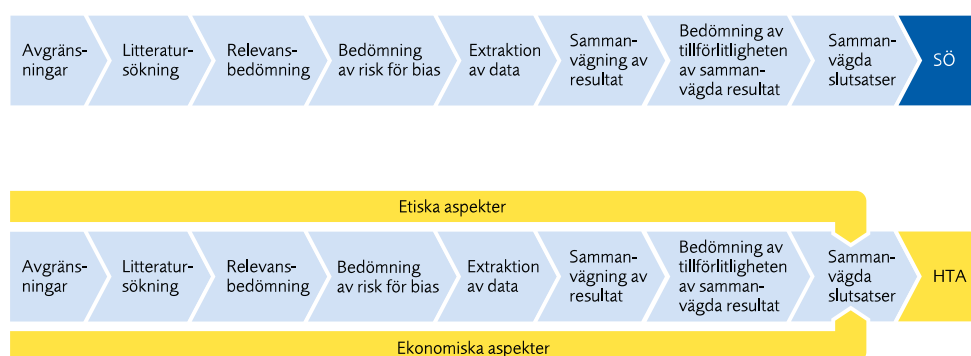 Avgräns-
ningar
Litteratur-
sökning
Relevans-
bedömning
Bedömning
av risk för bias
Extraktion
av data
Samman-
vägning av
resultat
Bedömning av
tillförlitligheten
av samman-
vägda resultat
Samman-
vägda
slutsatser
SÖ
Etiska aspekter
Avgräns-
ningar
Litteratur-
sökning
Relevans-
bedömning
Bedömning
av risk för bias
Extraktion
av data
Samman-
vägning av
resultat
Bedömning av
tillförlitligheten
av samman-
vägda resultat
Samman-
vägda
slutsatser
HTA
Ekonomiska aspekter